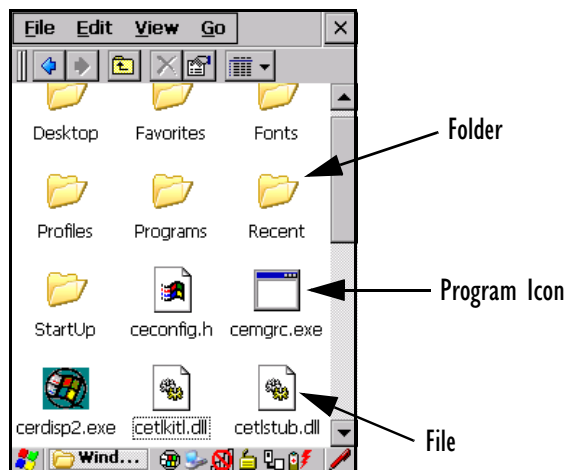 File Edit View Go
Desktop Favorites Fonts
Folder
Profiles Programs Recent
Program Icon
StartUp ceconfig.h cemgrc.exe
cerdisp2.exe cetlkitl.dll cetlstub.dll
File
Wind...